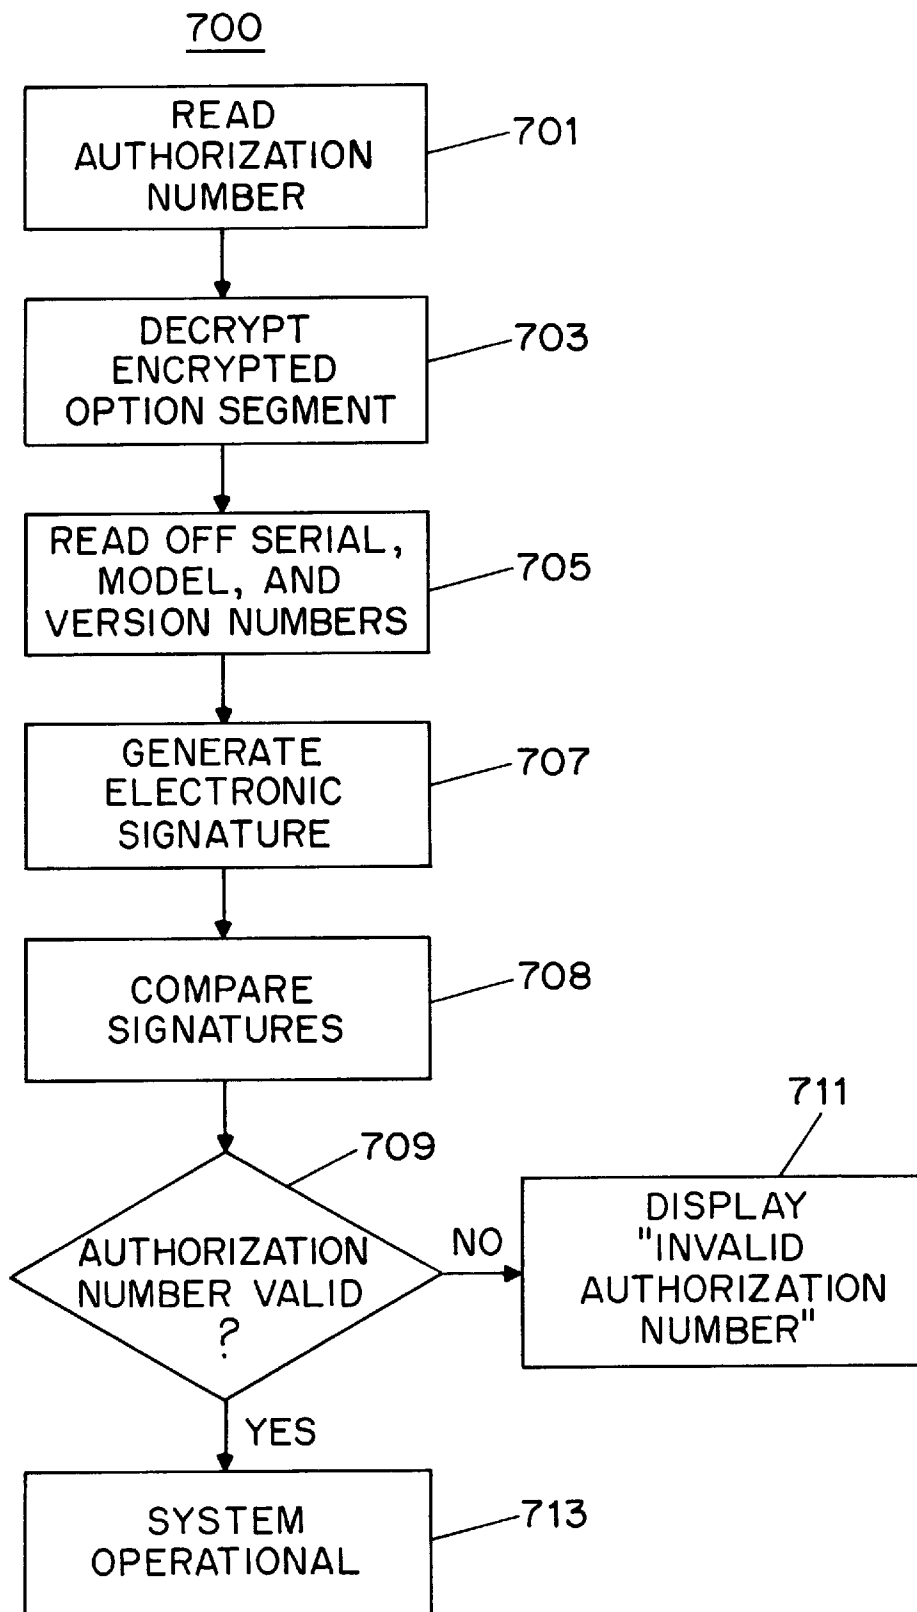 700
READ
AUTHORIZATION
NUMBER
701
DECRYPT
ENCRYPTED
OPTION SEGMENT
703
READ OFF SERIAL,
MODEL, AND
VERSION NUMBERS
705
GENERATE
ELECTRONIC
SIGNATURE
707
COMPARE
SIGNATURES
708
709
AUTHORIZATION
NUMBER VALID
?
NO
711
DISPLAY
"INVALID
AUTHORIZATION
NUMBER"
YES
SYSTEM
OPERATIONAL
713